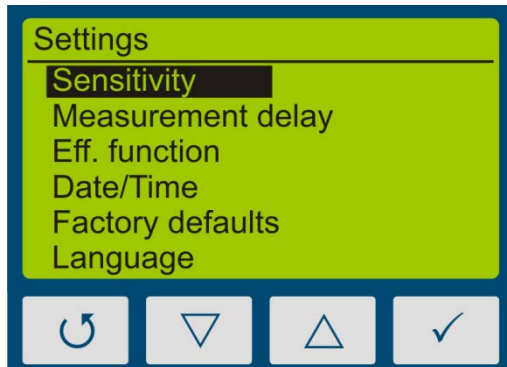 Settings
Sensitivity
Measurement delay
Eff. function
Date/Time
Factory defaults
Language